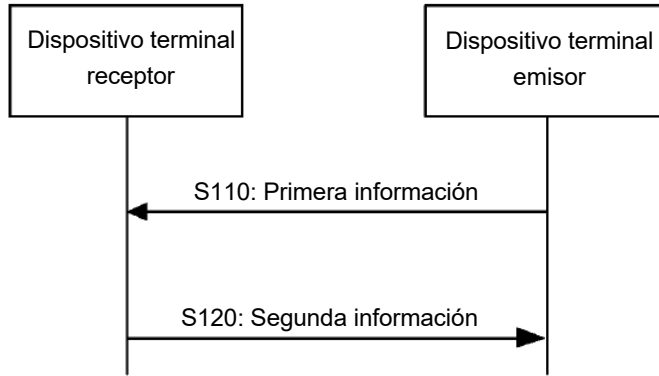 Dispositivo terminal
receptor
Dispositivo terminal
emisor
S110: Primera información
S120: Segunda información